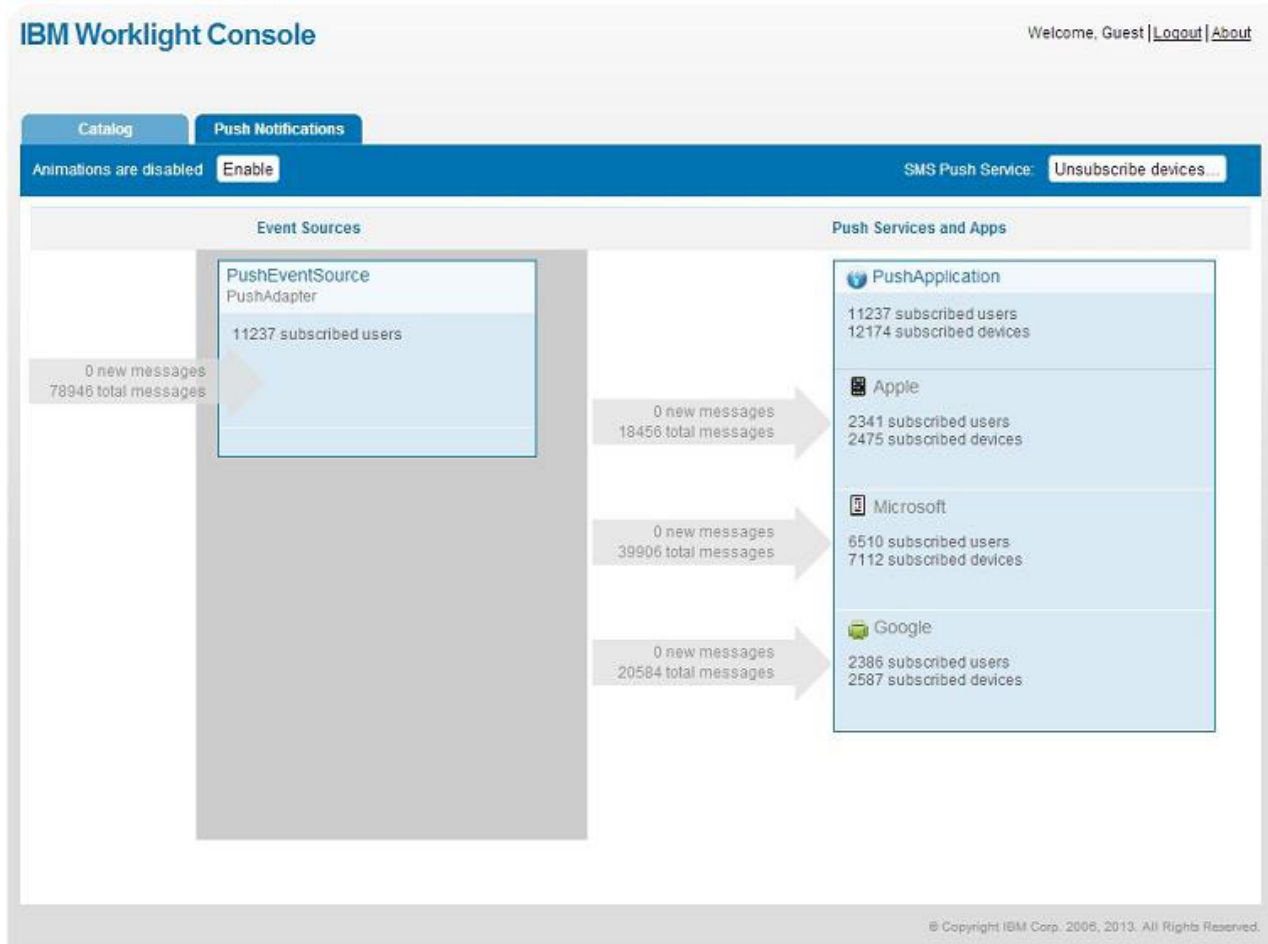 IBM Worklight Console
Welcome, Guest | Logout | About
Catalog
Push Notifications
Animations are disabled Enable
SMS Push Service: Unsubscribe devices...
Event Sources
Push Services and Apps
PushEventSource
PushAdapter
11237 subscribed users
0 new messages
78946 total messages
PushApplication
11237 subscribed users
12174 subscribed devices
0 new messages
18456 total messages
Apple
2341 subscribed users
2475 subscribed devices
0 new messages
39906 total messages
Microsoft
6510 subscribed users
7112 subscribed devices
0 new messages
20584 total messages
Google
2386 subscribed users
2587 subscribed devices
© Copyright IBM Corp. 2006, 2013. All Rights Reserved.